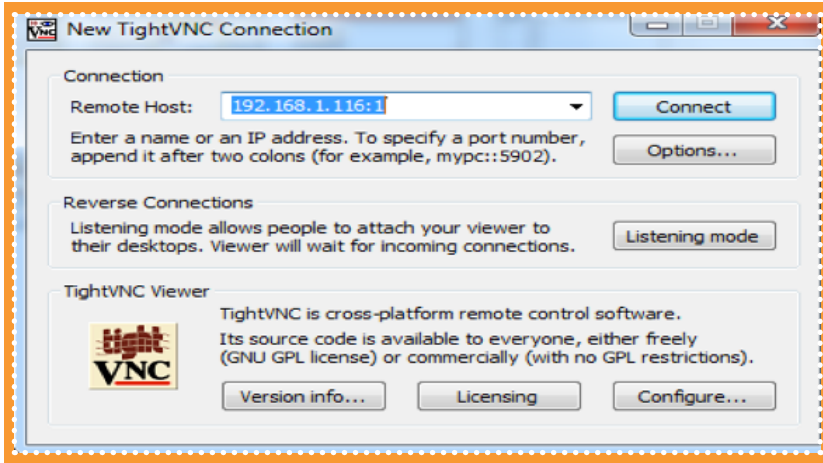 New TightVNC Connection
Connection
Remote Host: 192.168.1.116:1 Connect
Enter a name or an IP address. To specify a port number,
append it after two colons (for example, mypc::5902). Options...
Reverse Connections
Listening mode allows people to attach your viewer to
their desktops. Viewer will wait for incoming connections. Listening mode
TightVNC Viewer
TightVNC is cross-platform remote control software.
Its source code is available to everyone, either freely
(GNU GPL license) or commercially (with no GPL restrictions).
tight
VNC
Version info... Licensing Configure...